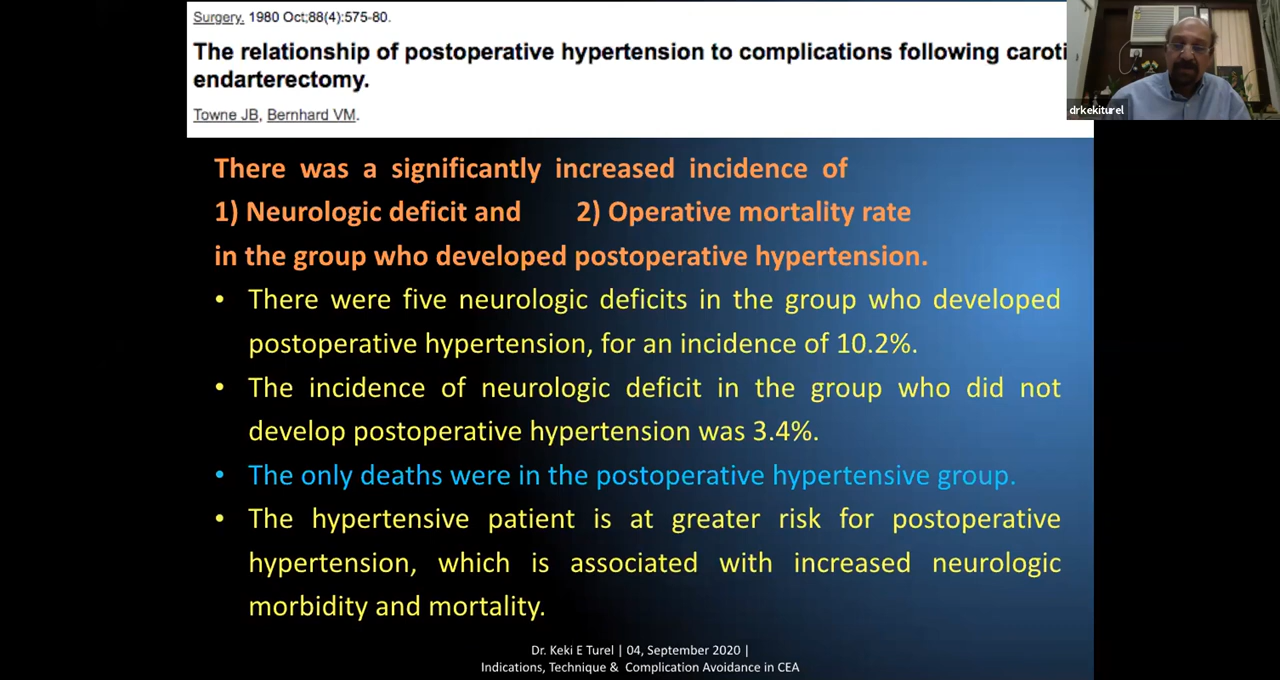 Surgery. 1980 Oct;88(4):575-80.
The relationship of postoperative hypertension to complications following caroti
endarterectomy.
Towne JB, Bernhard VM.
drkekiturel
There was a significantly increased incidence of
1) Neurologic deficit and 2) Operative mortality rate
in the group who developed postoperative hypertension.
• There were five neurologic deficits in the group who developed
postoperative hypertension, for an incidence of 10.2%.
• The incidence of neurologic deficit in the group who did not
develop postoperative hypertension was 3.4%.
• The only deaths were in the postoperative hypertensive group.
• The hypertensive patient is at greater risk for postoperative
hypertension, which is associated with increased neurologic
morbidity and mortality.
Dr. Keki E Turel | 04, September 2020 |
Indications, Technique & Complication Avoidance in CEA